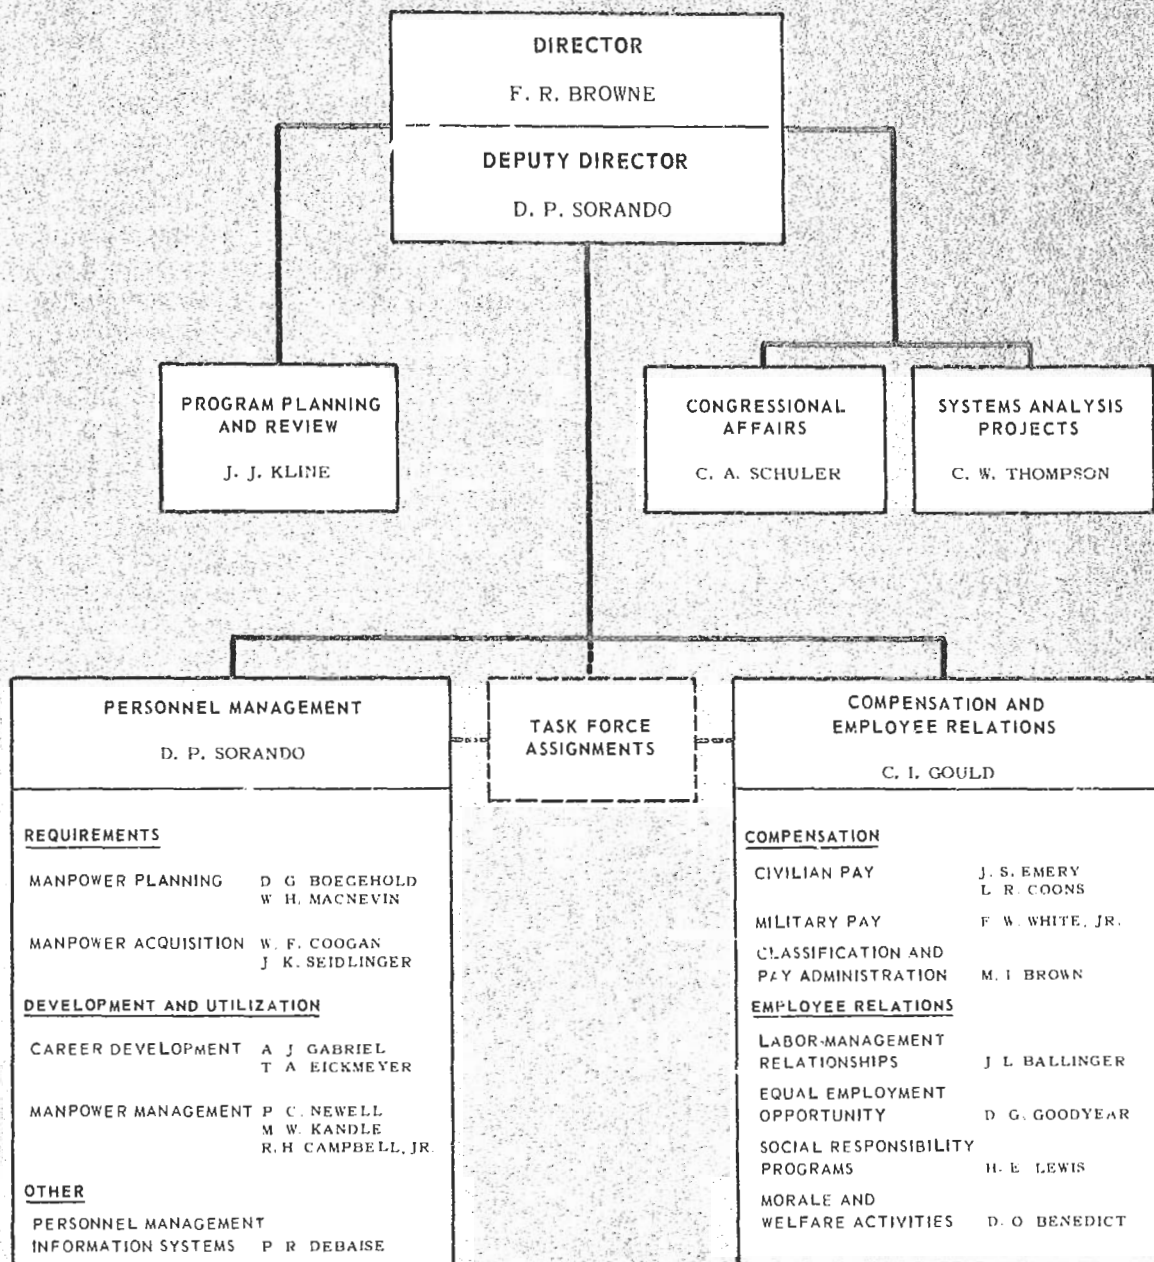 DIRECTOR
F. R. BROWNE
DEPUTY DIRECTOR
D. P. SORANDO
PROGRAM PLANNING
AND REVIEW
J. J. KLINE
CONGRESSIONAL
AFFAIRS
C. A. SCHULER
SYSTEMS ANALYSIS
PROJECTS
C. W. THOMPSON
PERSONNEL MANAGEMENT
D. P. SORANDO
REQUIREMENTS
MANPOWER PLANNING D G BOEGEHOLD
W H. MACNEVIN
MANPOWER ACQUISITION W. F. COOGAN
J K. SEIDLINGER
DEVELOPMENT AND UTILIZATION
CAREER DEVELOPMENT A J GABRIEL
T A EICKMEYER
MANPOWER MANAGEMENT P C. NEWELL
M W. KANDLE
R. H CAMPBELL, JR.
OTHER
PERSONNEL MANAGEMENT
INFORMATION SYSTEMS P R DEBAISE
TASK FORCE
ASSIGNMENTS
COMPENSATION AND
EMPLOYEE RELATIONS
C. I. GOULD
COMPENSATION
CIVILIAN PAY J. S. EMERY
L R. COONS
MILITARY PAY F W. WHITE, JR.
CLASSIFICATION AND
PAY ADMINISTRATION M. I BROWN
EMPLOYEE RELATIONS
LABOR-MANAGEMENT
RELATIONSHIPS J L BALLINGER
EQUAL EMPLOYMENT
OPPORTUNITY D G. GOODYEAR
SOCIAL RESPONSIBILITY
PROGRAMS H. E LEWIS
MORALE AND
WELFARE ACTIVITIES D. O BENEDICT